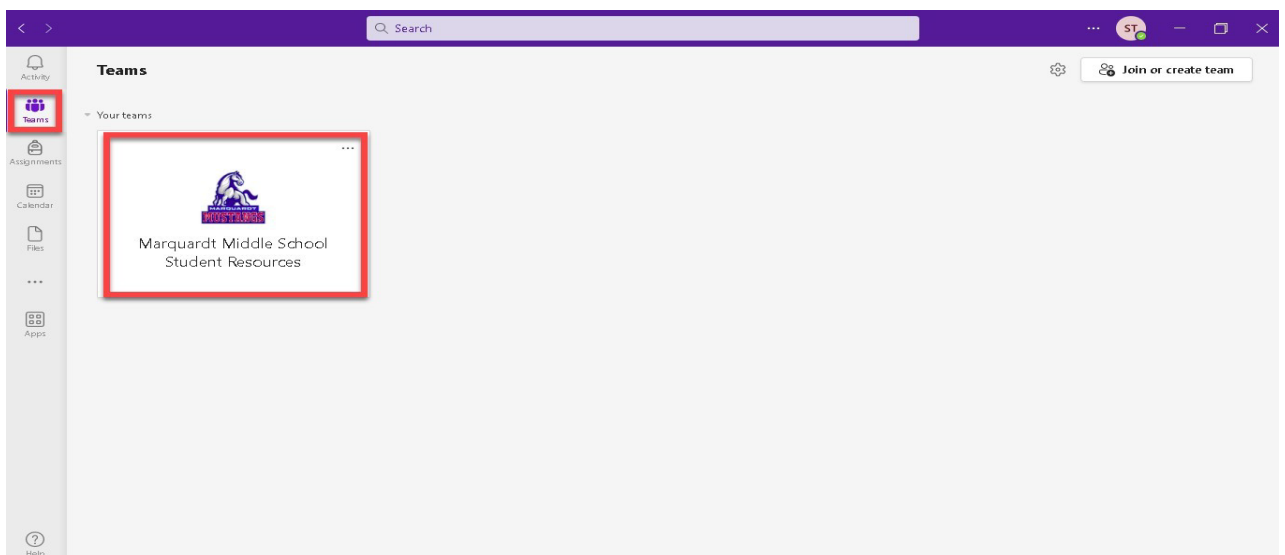 Search
ST
Activity
Teams
Join or create team
Teams
Your teams
Assignments
MARQUARDT
MUSTANGS
Calendar
Marquardt Middle School
Student Resources
Files
Apps
Help